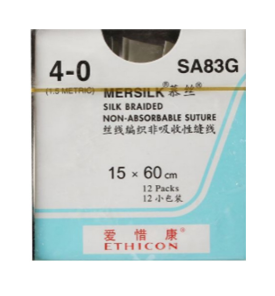 4-0 SA83G
(1.5 METRIC) MERSILK® 慕丝®
SILK BRAIDED
NON-ABSORBABLE SUTURE
丝线编织非吸收性缝线
15 × 60 cm
12 Packs
12 小包装
爱惜康®
ETHICON